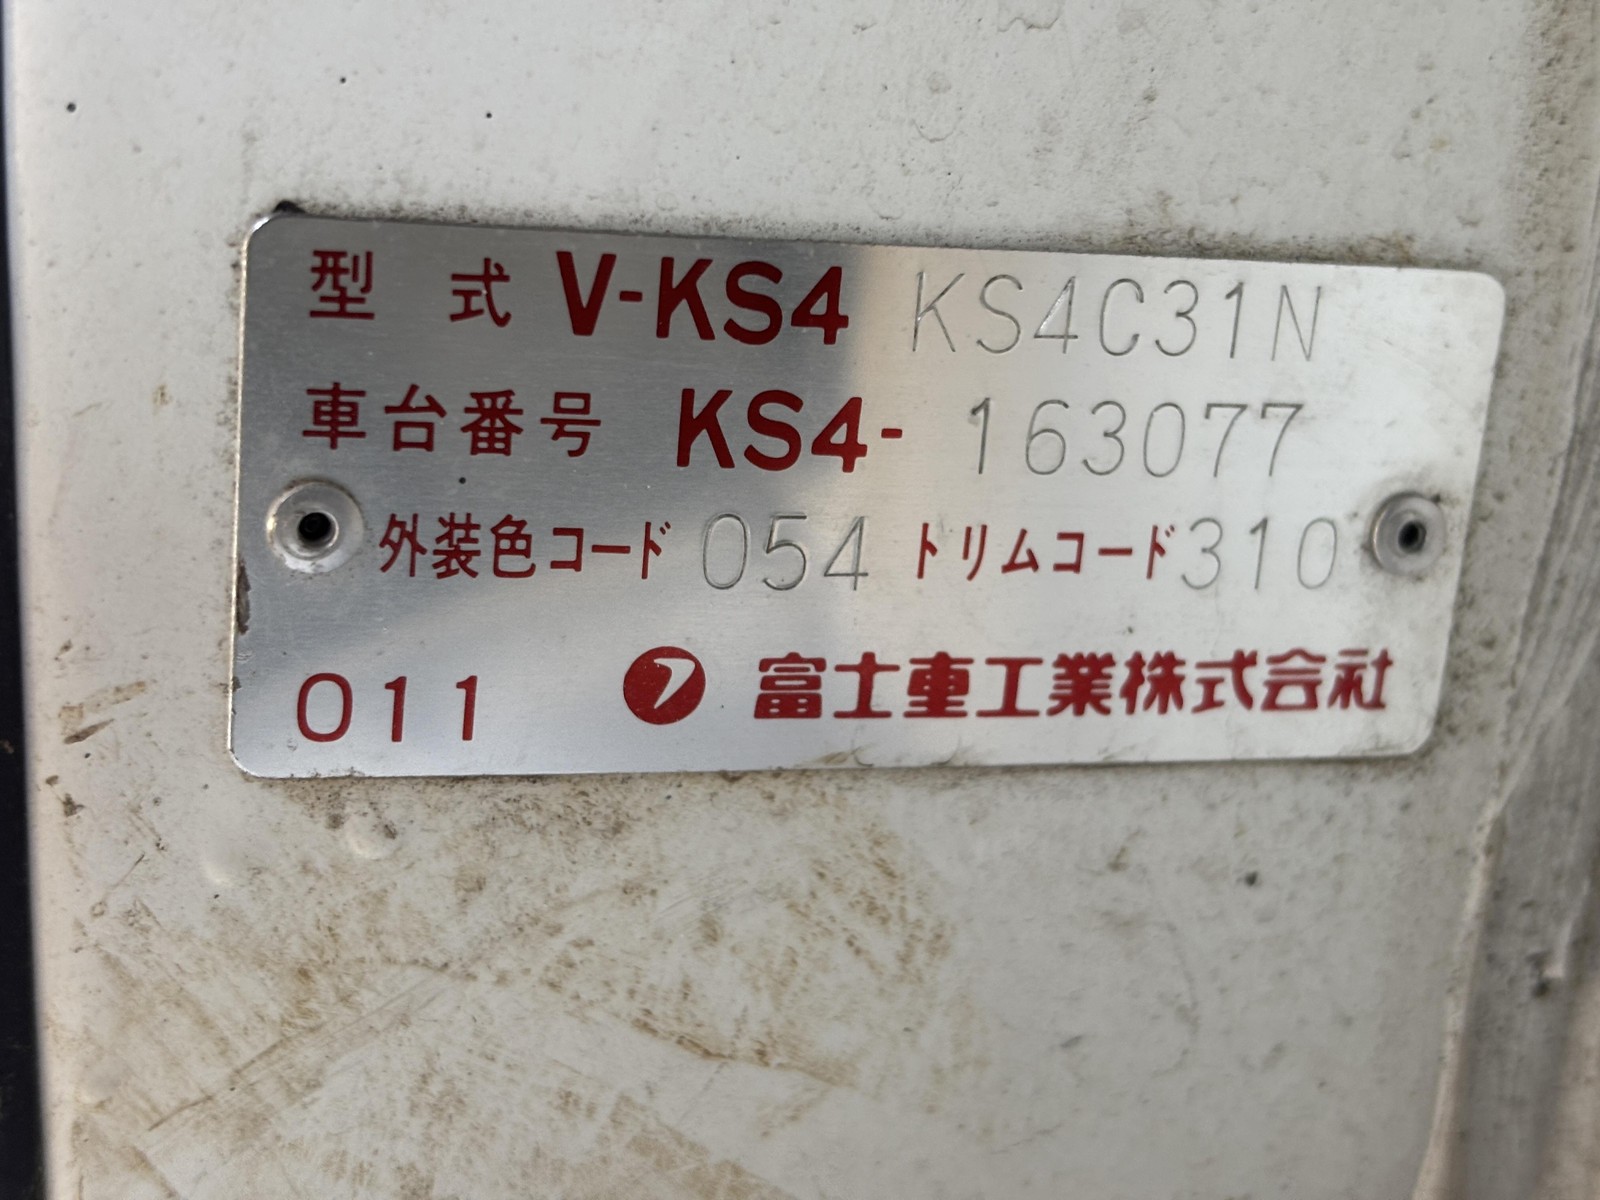 型式 V-KS4 KS4C31N
車台番号 KS4- 163077
外装色コード 054 トリムコード 310
011 富士重工業株式会社